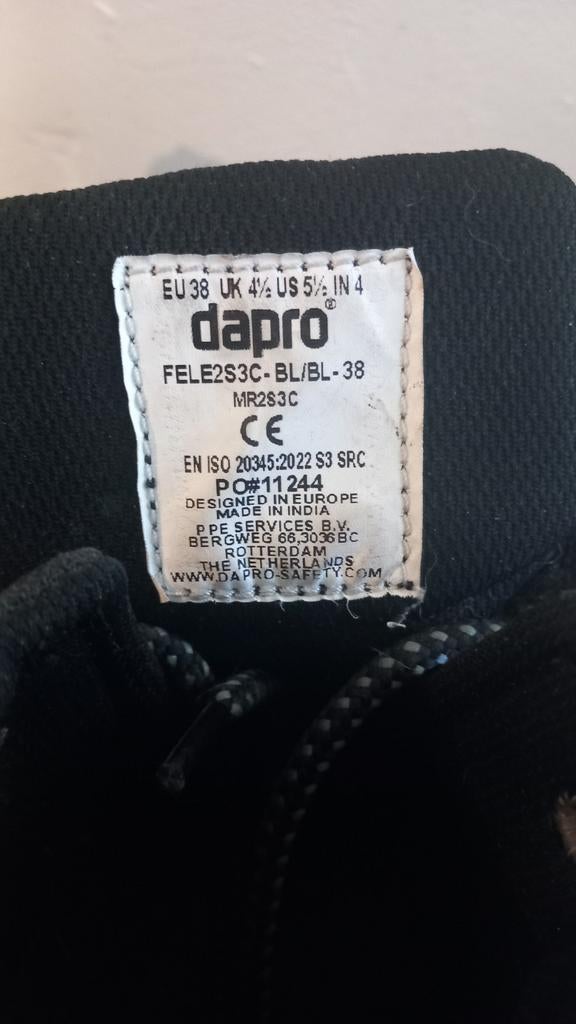 EU 38 UK 4½ US 5½ IN 4
dapro®
FELE2S3C-BL/BL-38
MR2S3C
CE
EN ISO 20345:2022 S3 SRC
PO#11244
DESIGNED IN EUROPE
MADE IN INDIA
PPE SERVICES B.V.
BERGWEG 66,3036BC
ROTTERDAM
THE NETHERLANDS
WWW.DAPRO-SAFETY.COM